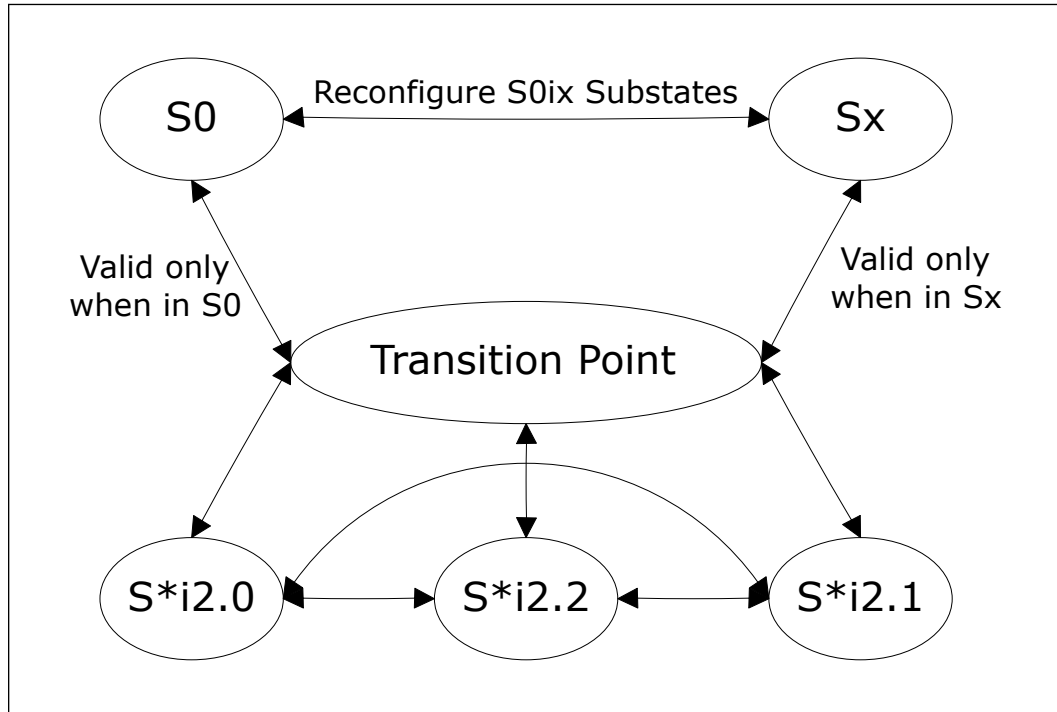 S0
Reconfigure S0ix Substates
Sx
Valid only
when in S0
Valid only
when in Sx
Transition Point
S*i2.0
S*i2.2
S*i2.1